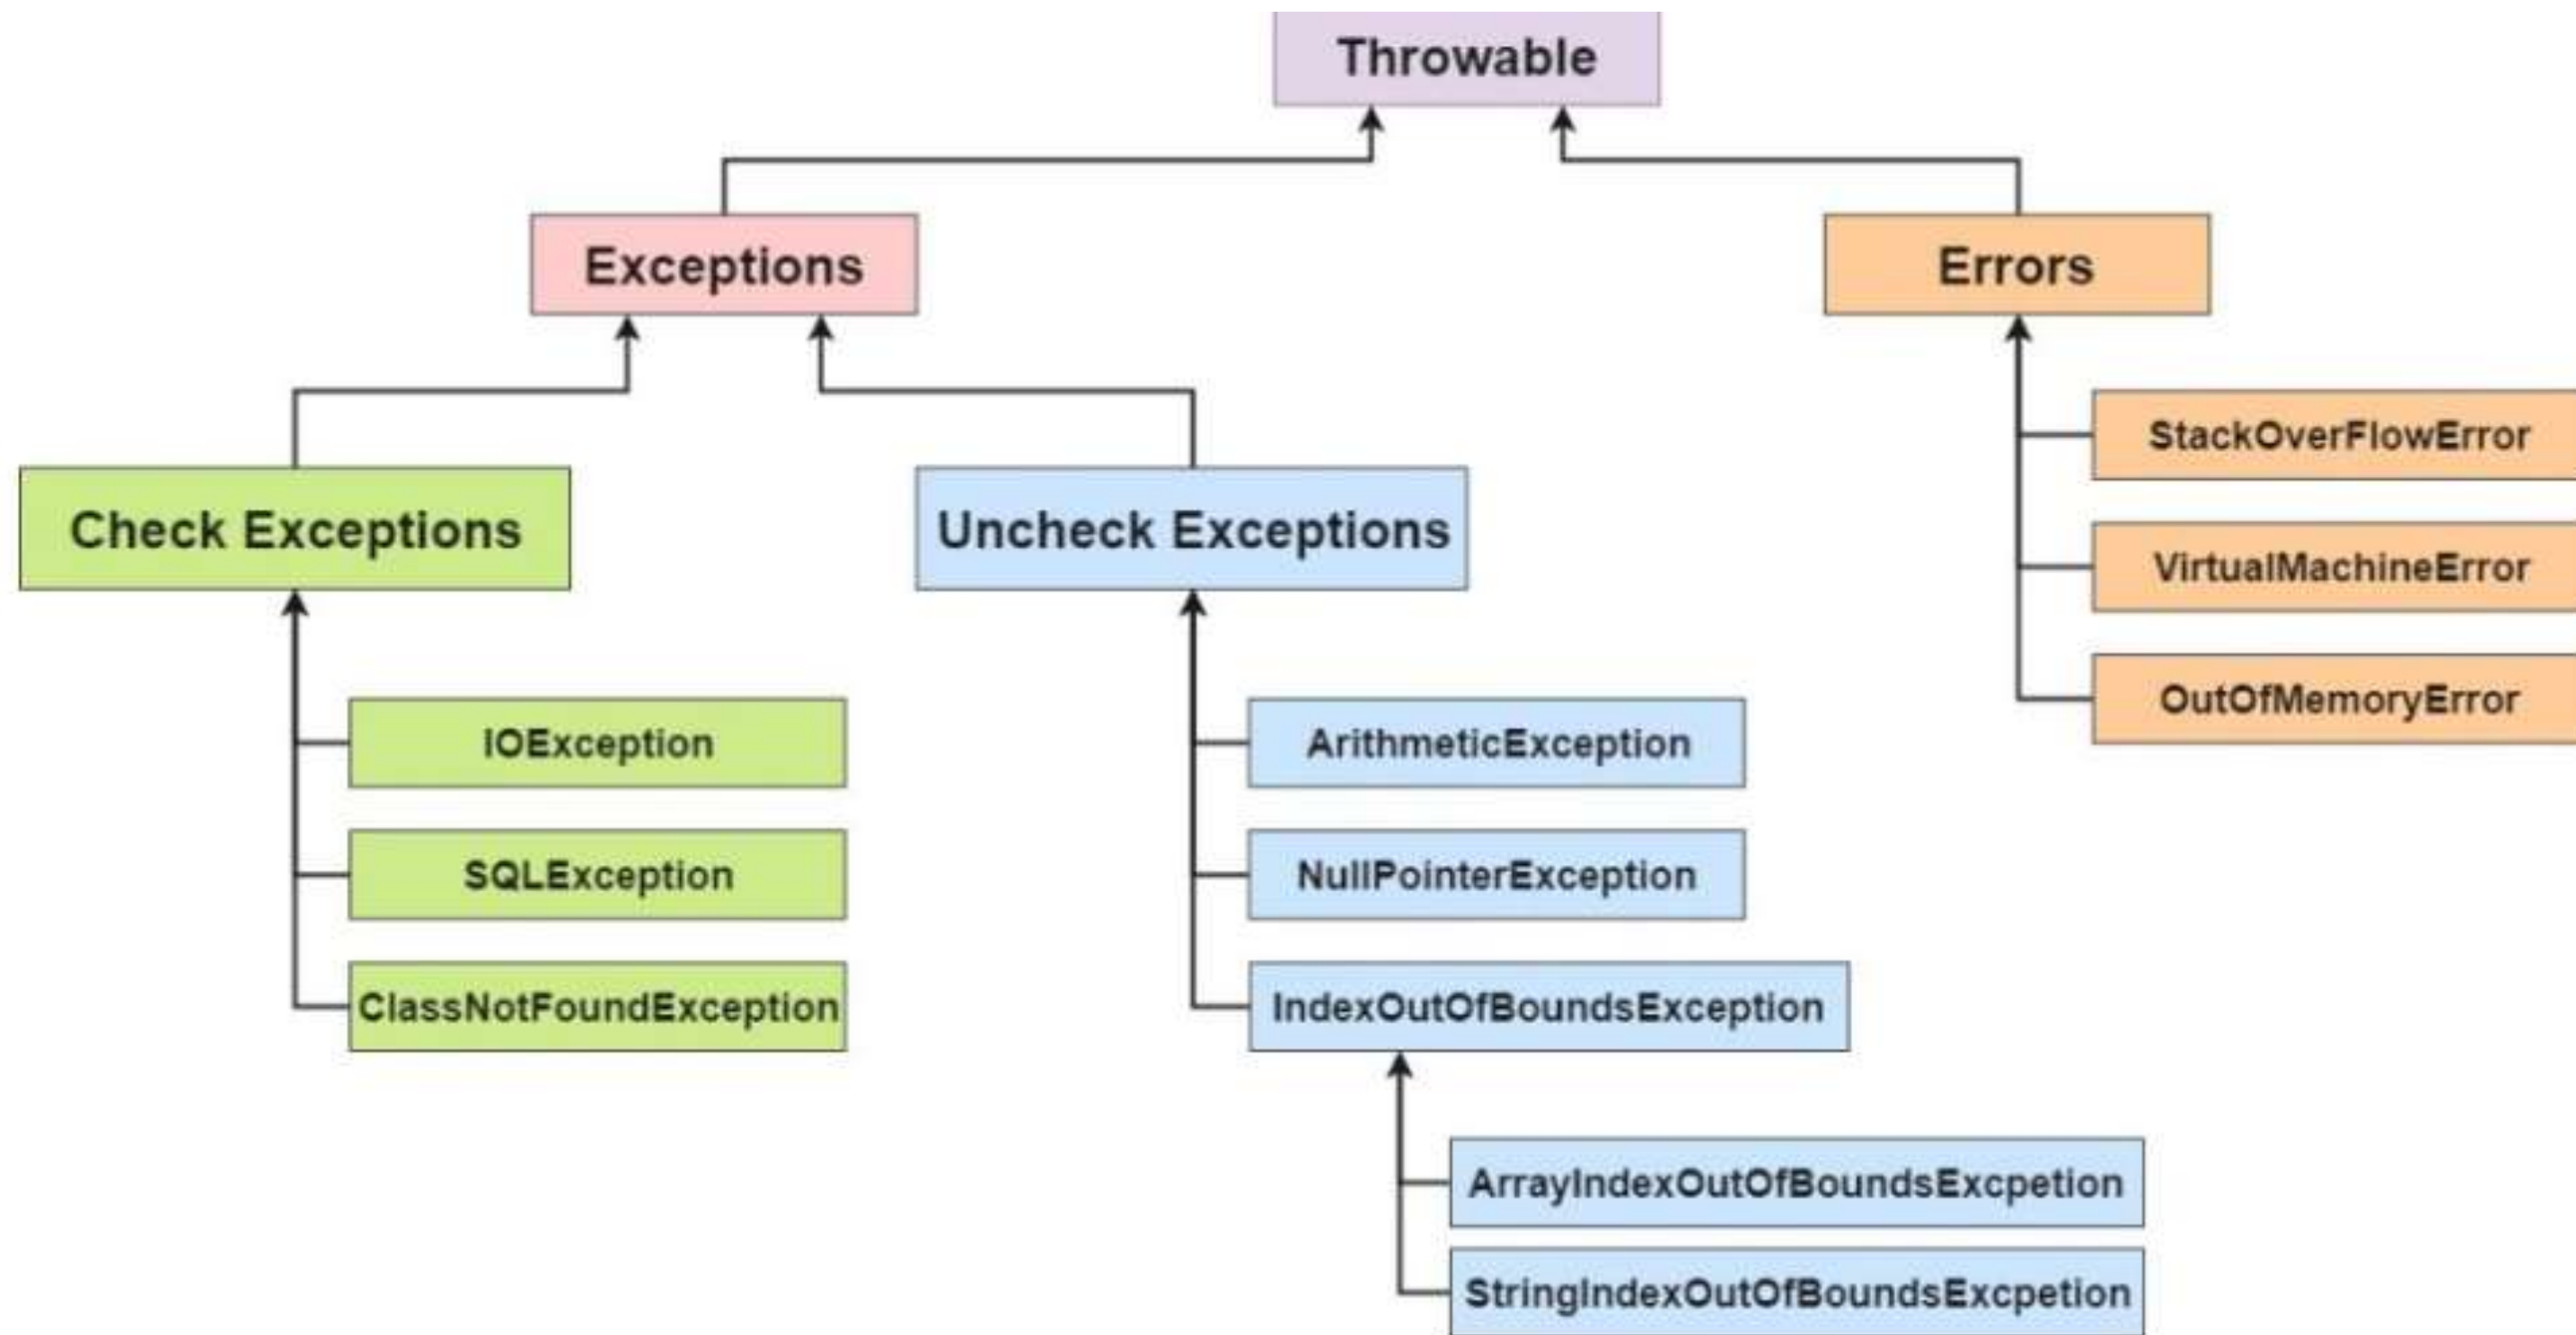 Throwable
Exceptions
Errors
Check Exceptions
Uncheck Exceptions
StackOverFlowError
VirtualMachineError
OutOfMemoryError
IOException
SQLException
ClassNotFoundException
ArithmeticException
NullPointerException
IndexOutOfBoundsException
ArrayIndexOutOfBoundsExcpetion
StringIndexOutOfBoundsExcpetion